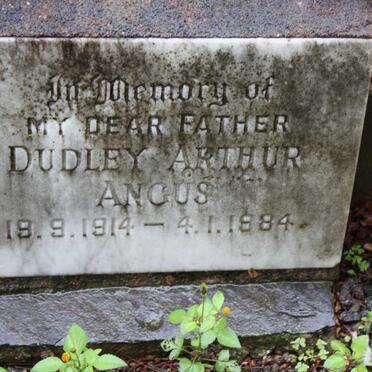 In Memory of
MY DEAR FATHER
DUDLEY ARTHUR
ANGUS
18.9.1914 — 4.1.1984